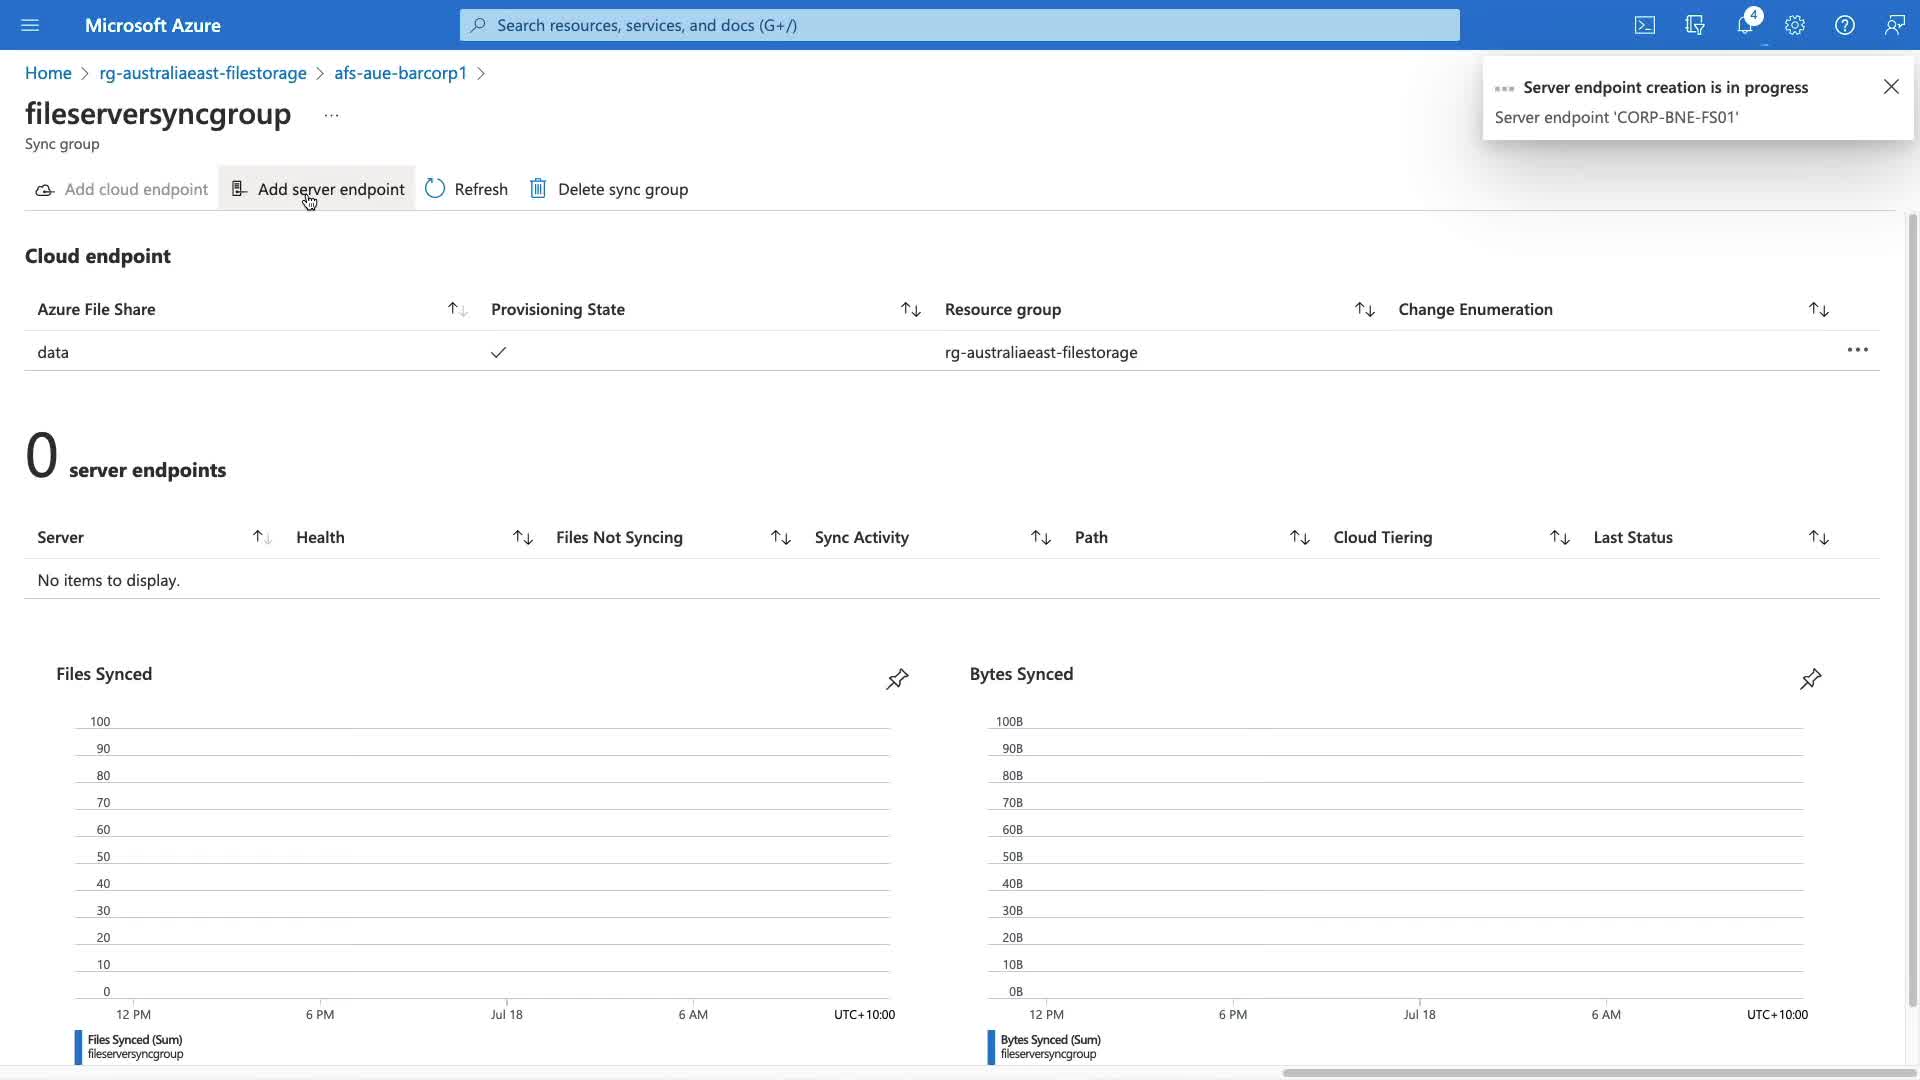 Microsoft Azure
Search resources, services, and docs (G+/)
4
Home > rg-australiaeast-filestorage > afs-aue-barcorp1 >
Server endpoint creation is in progress
Server endpoint 'CORP-BNE-FS01'
fileserversyncgroup ...
Sync group
Add cloud endpoint Add server endpoint Refresh Delete sync group
Cloud endpoint
Azure File Share Provisioning State Resource group Change Enumeration
data rg-australiaeast-filestorage
0 server endpoints
Server Health Files Not Syncing Sync Activity Path Cloud Tiering Last Status
No items to display.
Files Synced
100
90
80
70
60
50
40
30
20
10
0
12 PM 6 PM Jul 18 6 AM UTC+10:00
Files Synced (Sum)
fileserversyncgroup
Bytes Synced
100B
90B
80B
70B
60B
50B
40B
30B
20B
10B
0B
12 PM 6 PM Jul 18 6 AM UTC+10:00
Bytes Synced (Sum)
fileserversyncgroup